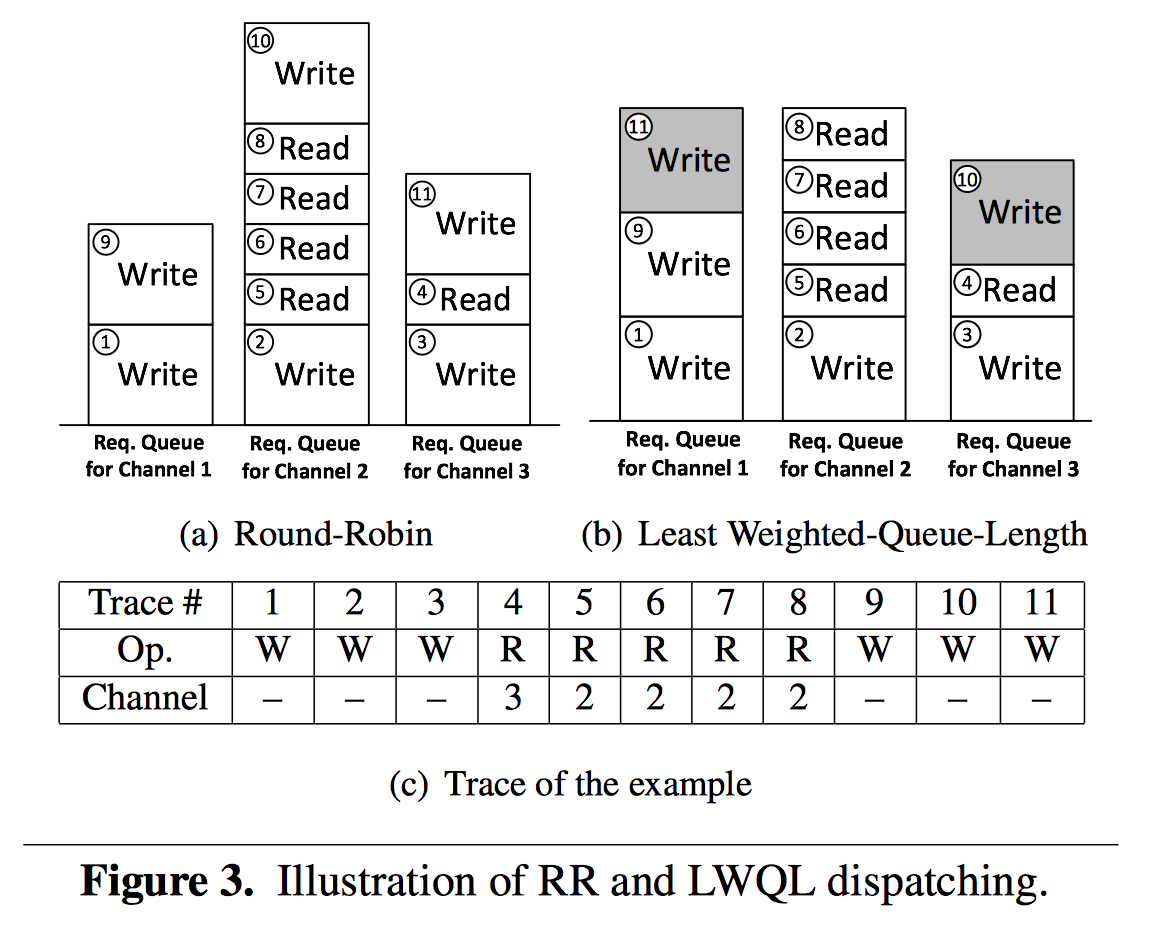 ⑩ Write
⑧ Read
⑦ Read
⑥ Read
⑤ Read
② Write
⑨ Write
① Write
⑪ Write
④ Read
③ Write
Req. Queue
for Channel 1
Req. Queue
for Channel 2
Req. Queue
for Channel 3
(a) Round-Robin
⑪ Write
⑨ Write
① Write
⑧ Read
⑦ Read
⑥ Read
⑤ Read
② Write
⑩ Write
④ Read
③ Write
Req. Queue
for Channel 1
Req. Queue
for Channel 2
Req. Queue
for Channel 3
(b) Least Weighted-Queue-Length
Trace # 1 2 3 4 5 6 7 8 9 10 11
Op. W W W R R R R R W W W
Channel – – – 3 2 2 2 2 – – –
(c) Trace of the example
Figure 3. Illustration of RR and LWQL dispatching.